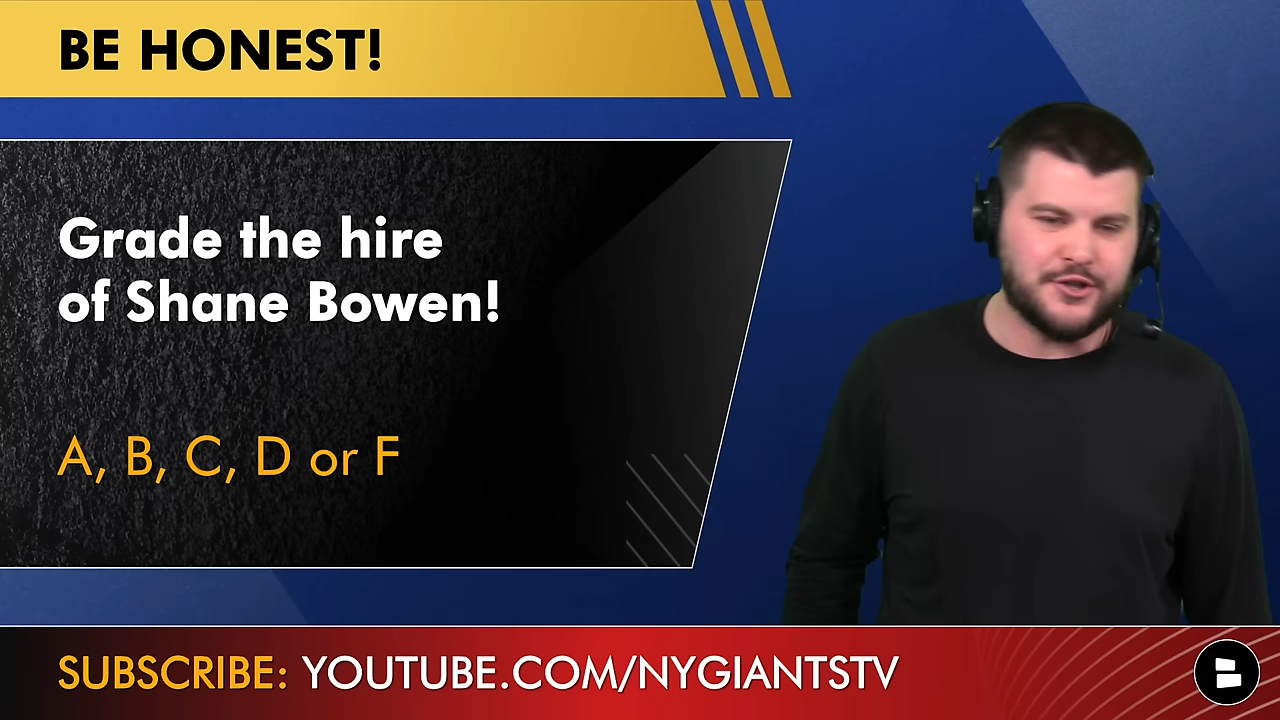 BE HONEST!
Grade the hire
of Shane Bowen!
A, B, C, D or F
SUBSCRIBE: YOUTUBE.COM/NYGIANTSTV